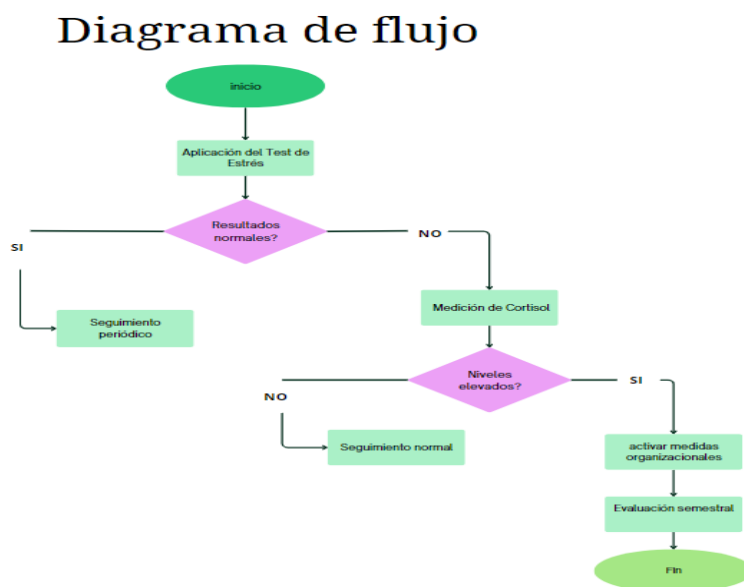 Diagrama de flujo
inicio
Aplicación del Test de
Estrés
Resultados
normales?
SI
NO
Seguimiento
periódico
Medición de Cortisol
Niveles
elevados?
NO
SI
Seguimiento normal
activar medidas
organizacionales
Evaluación semestral
Fin